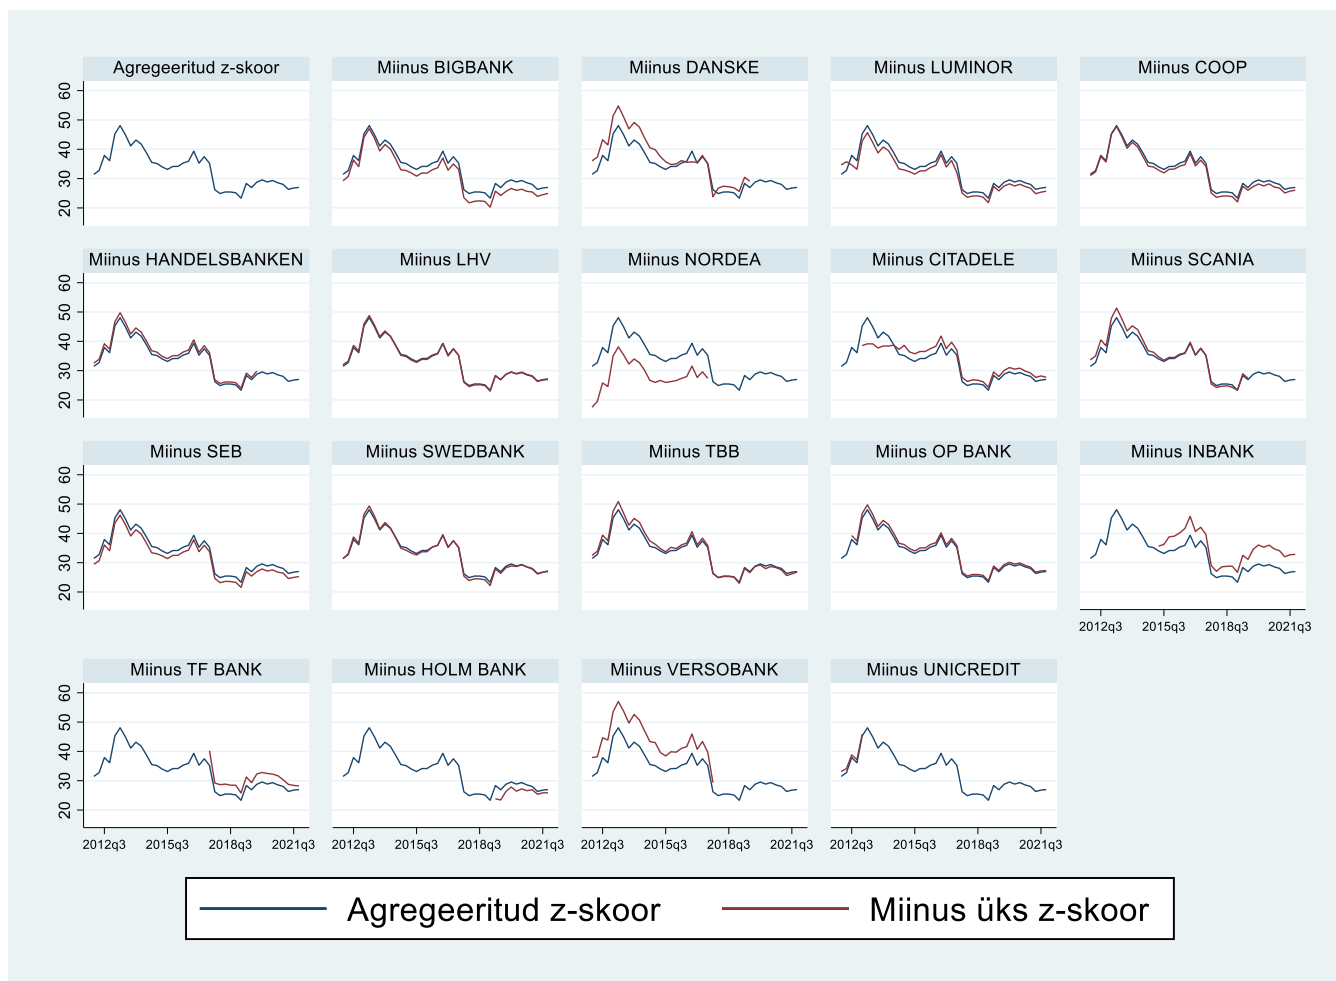 Agregeeritud z-skoor Miinus BIGBANK Miinus DANSKE Miinus LUMINOR Miinus COOP
60
50
40
30
20
Miinus HANDELSBANKEN Miinus LHV Miinus NORDEA Miinus CITADELE Miinus SCANIA
60
50
40
30
20
Miinus SEB Miinus SWEDBANK Miinus TBB Miinus OP BANK Miinus INBANK
60
50
40
30
20
2012q3 2015q3 2018q3 2021q3
Miinus TF BANK Miinus HOLM BANK Miinus VERSOBANK Miinus UNICREDIT
60
50
40
30
20
2012q3 2015q3 2018q3 2021q3 2012q3 2015q3 2018q3 2021q3 2012q3 2015q3 2018q3 2021q3 2012q3 2015q3 2018q3 2021q3
Agregeeritud z-skoor Miinus üks z-skoor